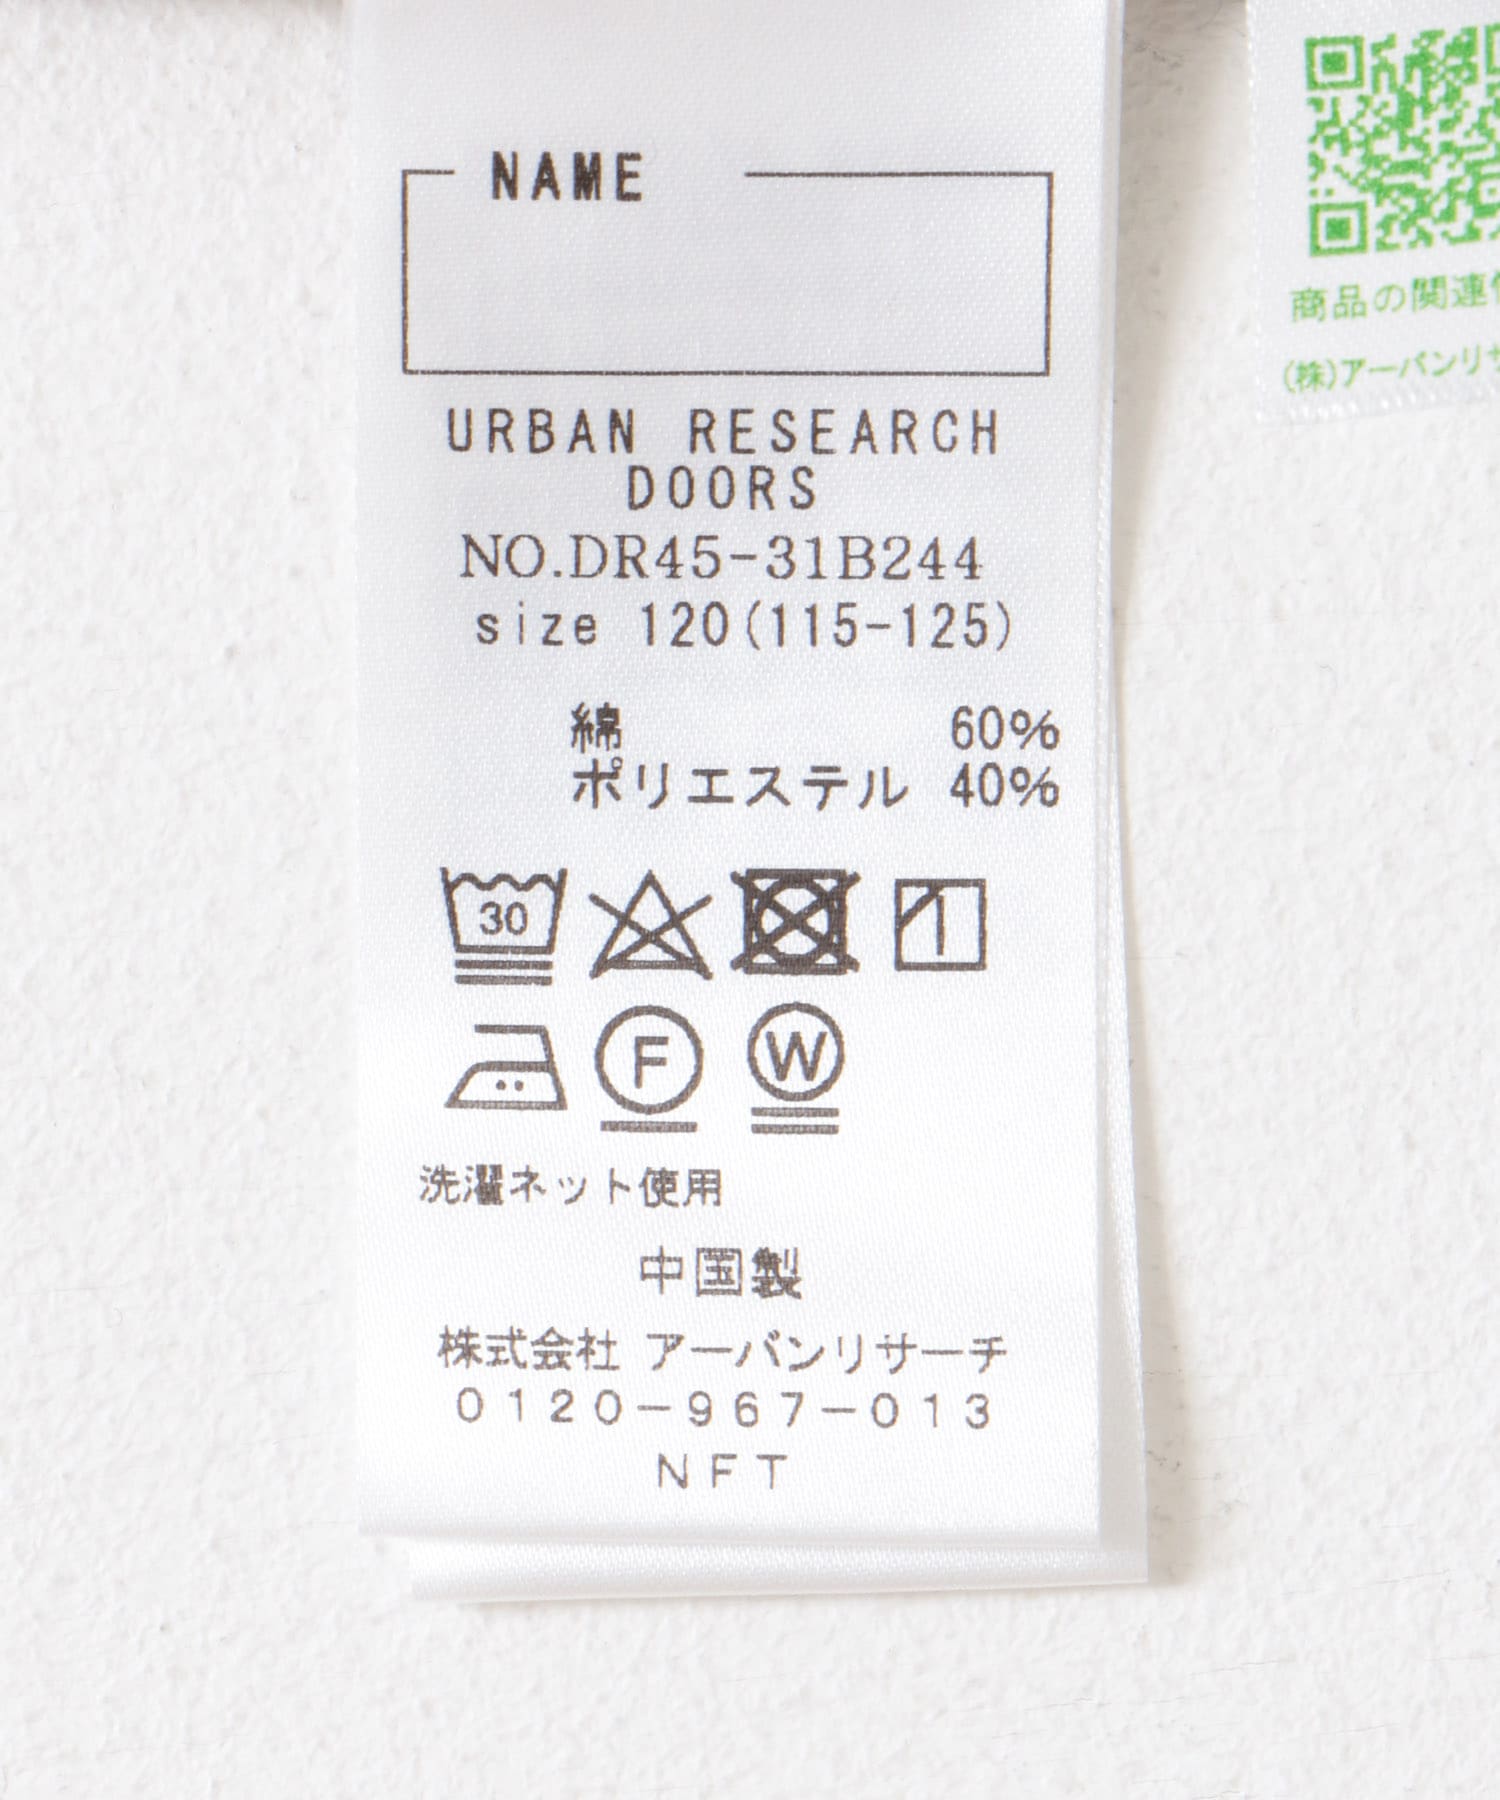 NAME
URBAN RESEARCH
DOORS
NO.DR45-31B244
size 120(115-125)
綿 60%
ポリエステル 40%
30
F
W
洗濯ネット使用
中国製
株式会社 アーバンリサーチ
0120-967-013
NFT
商品の関連
(株)アーバンリサ